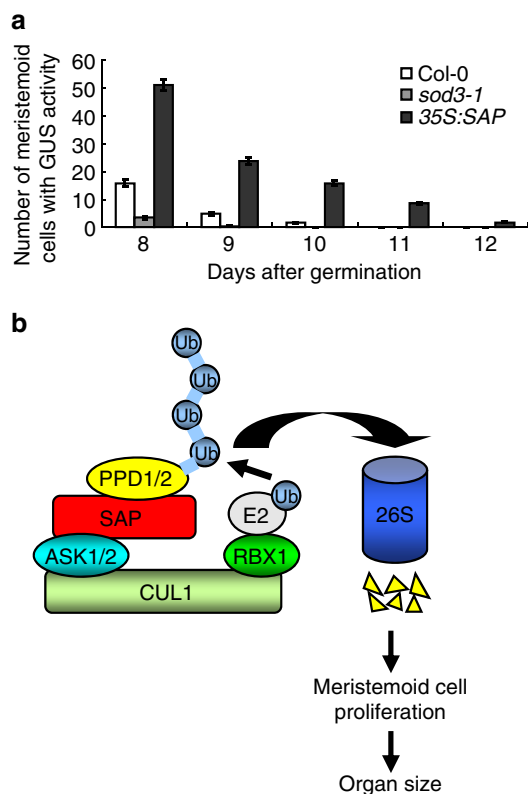 a
Number of meristemoid
cells with GUS activity
60
50
40
30
20
10
0
Col-0
sod3-1
35S:SAP
8 9 10 11 12
Days after germination
b
Ub
Ub
Ub
Ub
PPD1/2
Ub
SAP
E2
26S
ASK1/2
RBX1
CUL1
Meristemoid cell
proliferation
Organ size